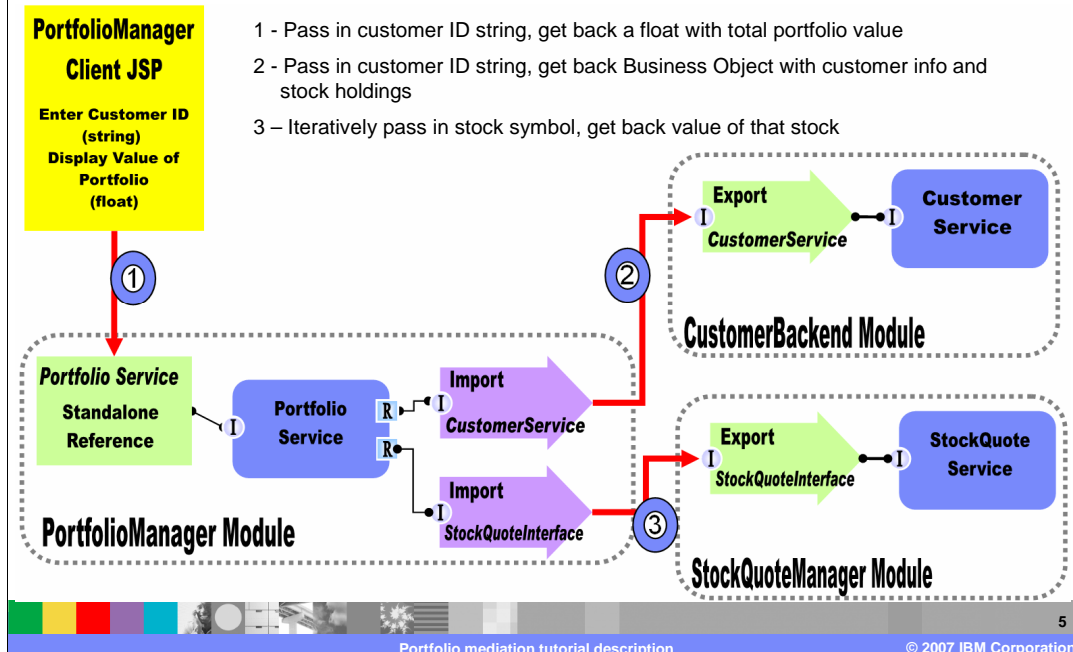 PortfolioManager
Client JSP
Enter Customer ID
(string)
Display Value of
Portfolio
(float)
1 - Pass in customer ID string, get back a float with total portfolio value
2 - Pass in customer ID string, get back Business Object with customer info and
stock holdings
3 – Iteratively pass in stock symbol, get back value of that stock
1
2
3
Portfolio Service
Standalone
Reference
I
Portfolio
Service
R
R
I
Import
CustomerService
I
Import
StockQuoteInterface
PortfolioManager Module
I
Export
CustomerService
I
Customer
Service
CustomerBackend Module
I
Export
StockQuoteInterface
I
StockQuote
Service
StockQuoteManager Module
5
Portfolio mediation tutorial description
© 2007 IBM Corporation